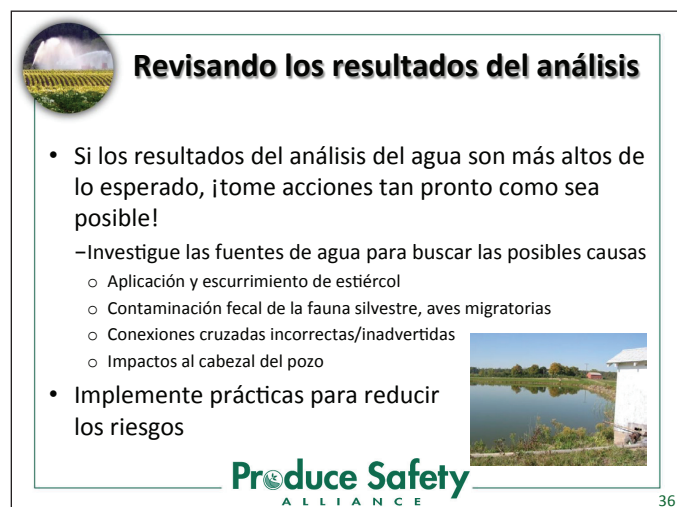 Revisando los resultados del análisis
• Si los resultados del análisis del agua son más altos de
lo esperado, ¡tome acciones tan pronto como sea
posible!
–Investigue las fuentes de agua para buscar las posibles causas
o Aplicación y escurrimiento de estiércol
o Contaminación fecal de la fauna silvestre, aves migratorias
o Conexiones cruzadas incorrectas/inadvertidas
o Impactos al cabezal del pozo
• Implemente prácticas para reducir
los riesgos
Produce Safety
ALLIANCE
36